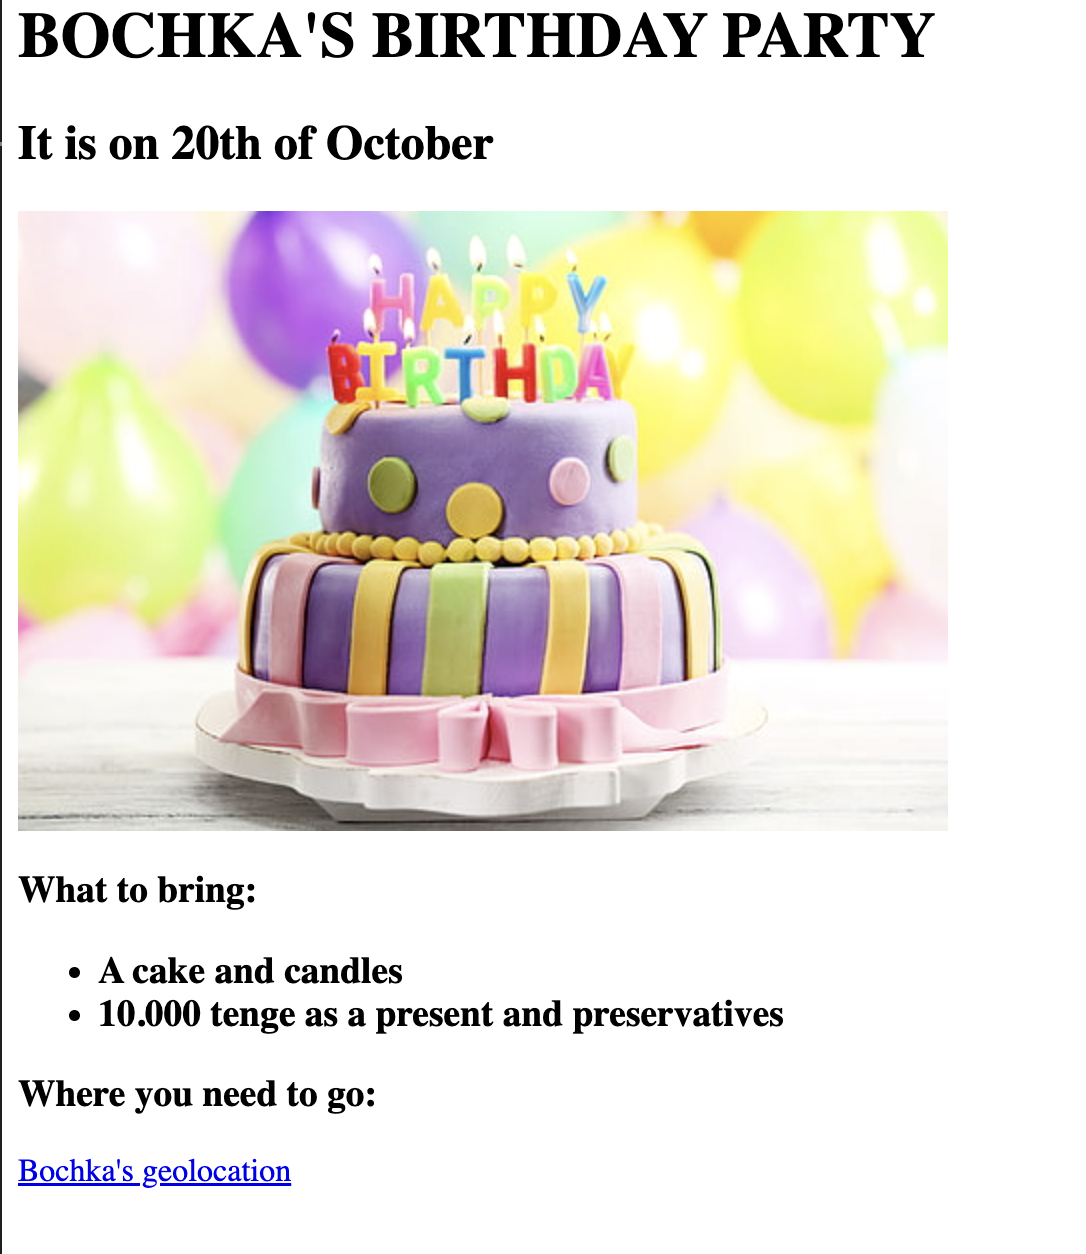 BOCHKA'S BIRTHDAY PARTY
It is on 20th of October
HAPPY
BIRTHDAY
What to bring:
A cake and candles
10.000 tenge as a present and preservatives
Where you need to go:
Bochka's geolocation